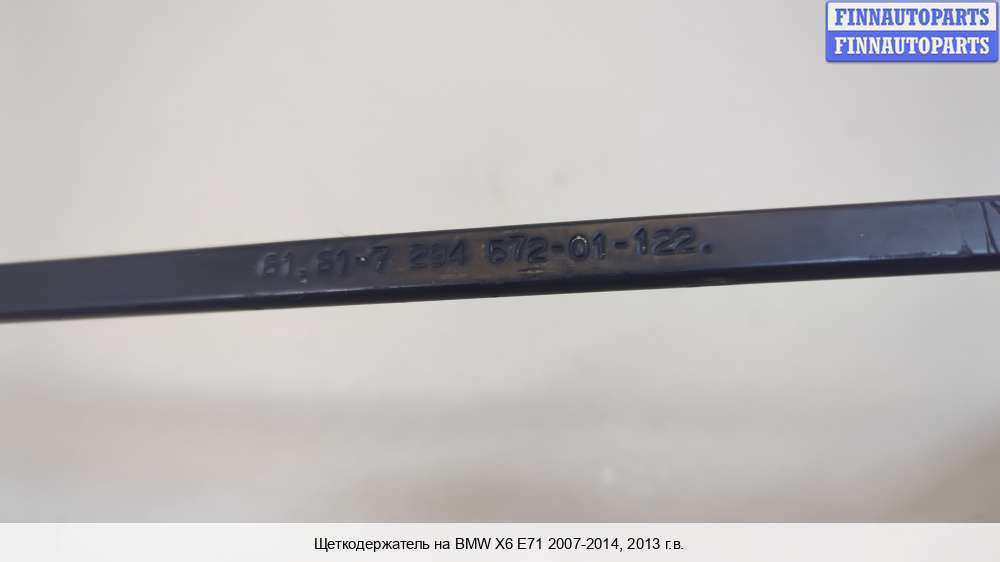 FINNAUTOPARTS
FINNAUTOPARTS
61.61-7 294 572-01-122.
Щеткодержатель на BMW X6 E71 2007-2014, 2013 г.в.